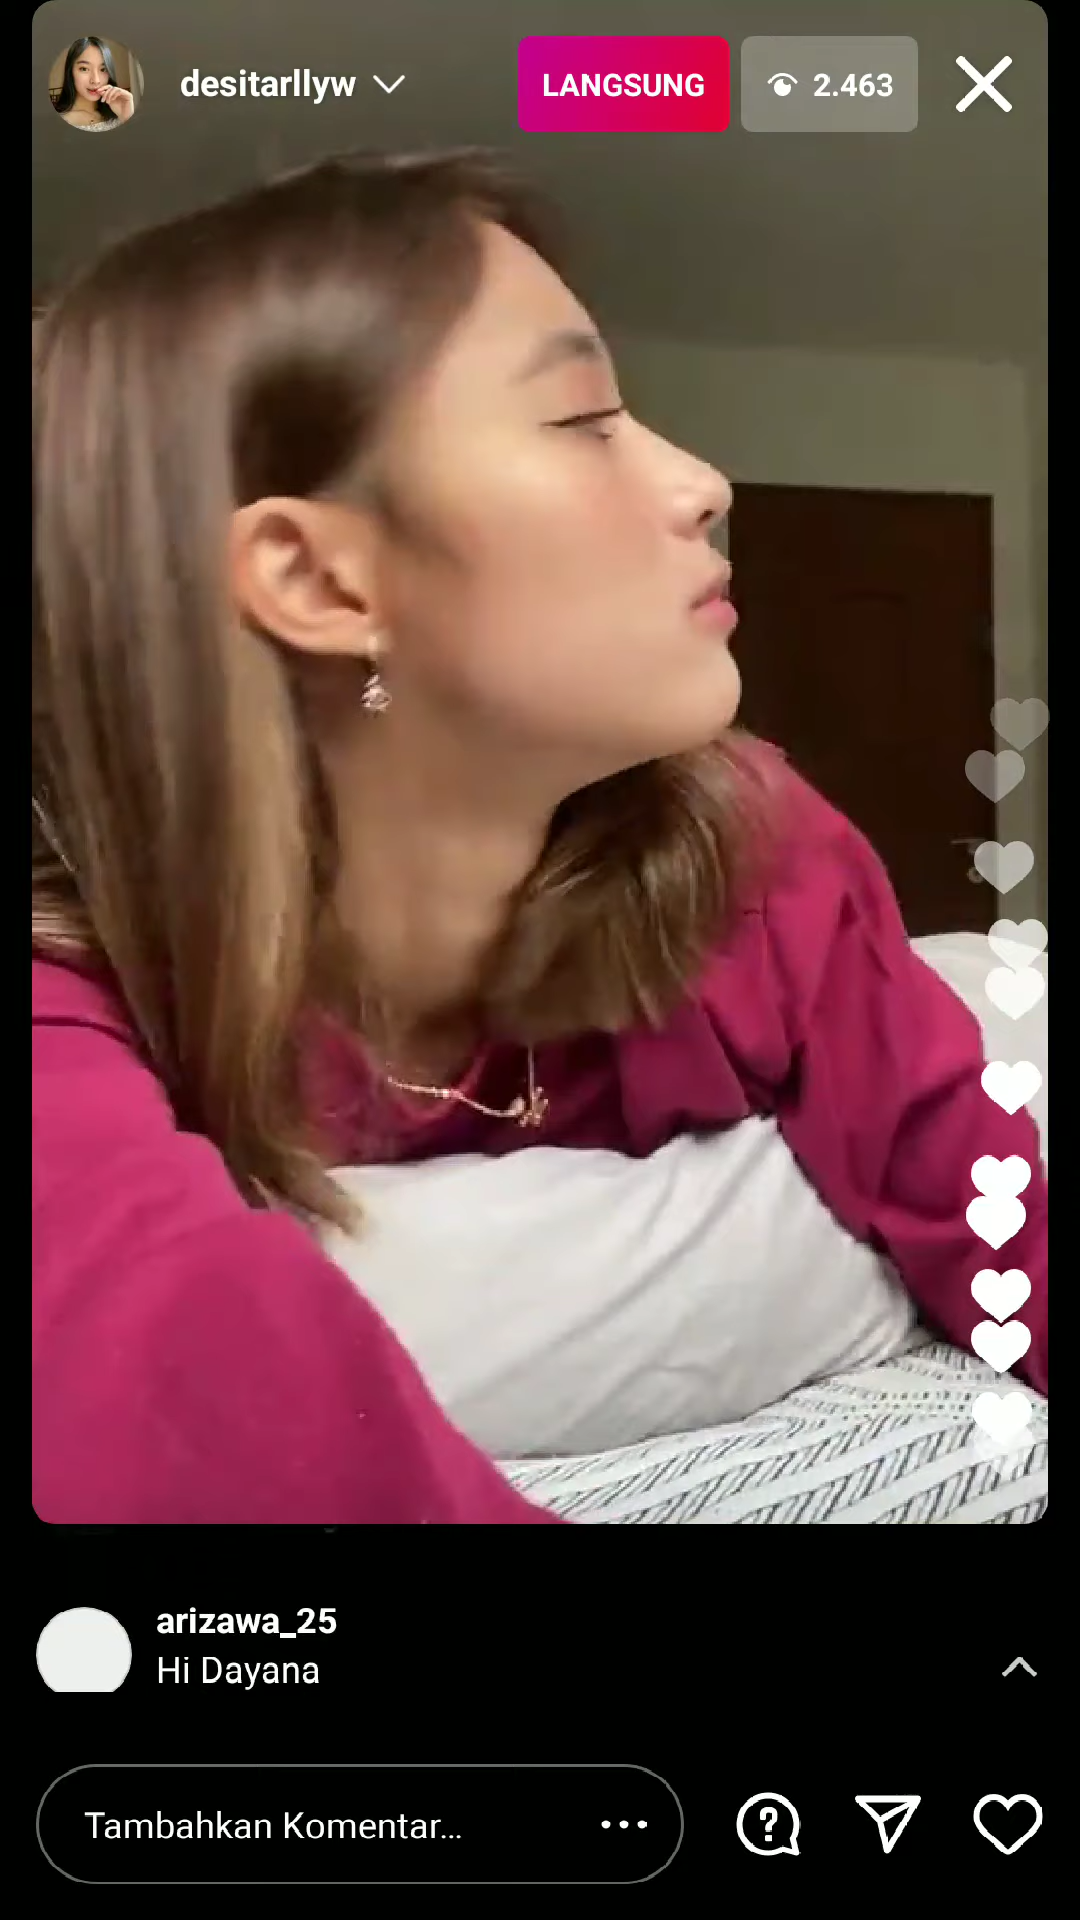 desitarllyw
LANGSUNG
2.463
arizawa_25
Hi Dayana
Tambahkan Komentar...